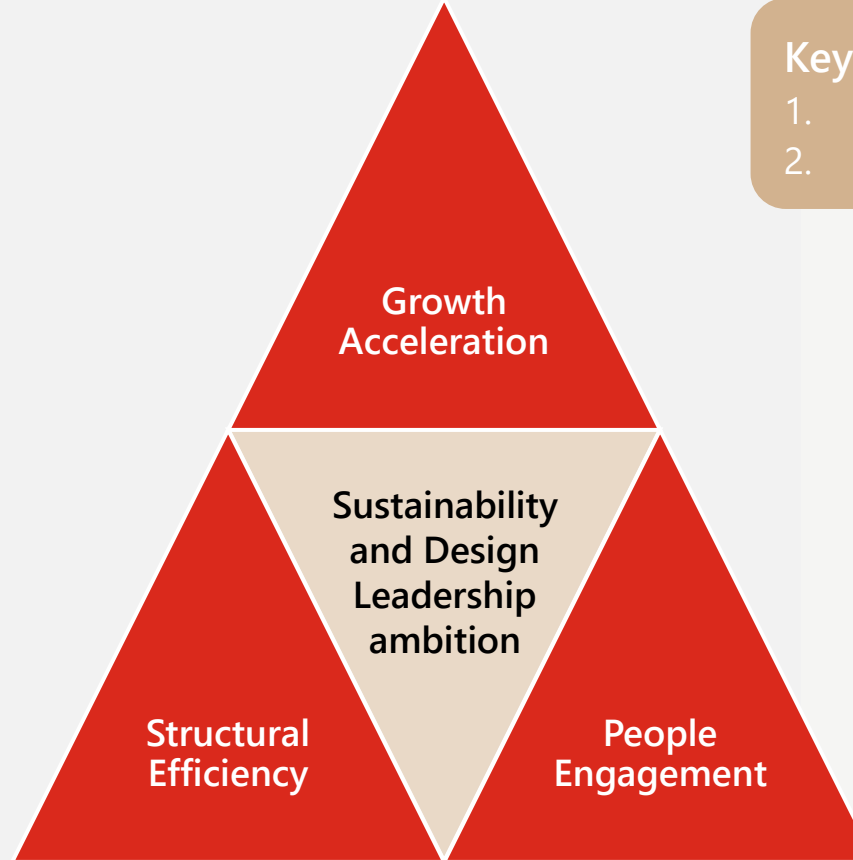 Key
1.
2.
Growth
Acceleration
Sustainability
and Design
Leadership
ambition
Structural
Efficiency
People
Engagement